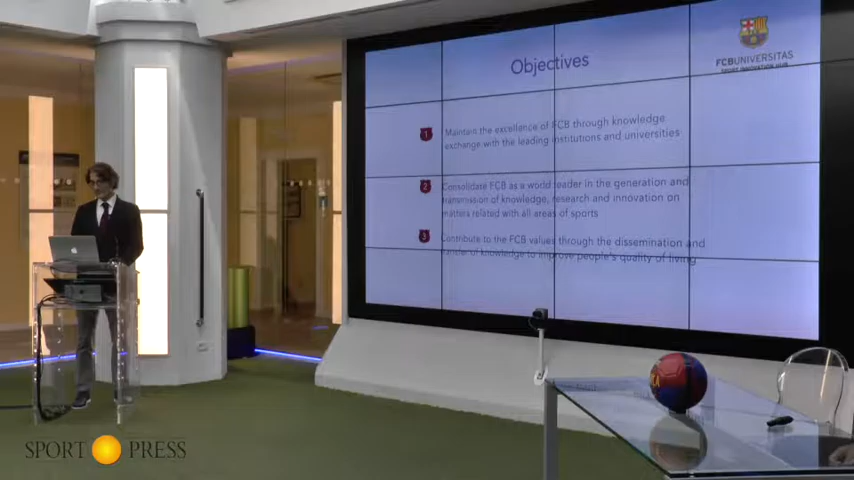 Objectives
FCBUNIVERSITAS
SPORT INNOVATION HUB
1
Maintain the excellence of FCB through knowledge
exchange with the leading institutions and universities
2
Consolidate FCB as a world leader in the generation and
transmission of knowledge, research and innovation on
matters related with all areas of sports
3
Contribute to the FCB values through the dissemination and
transfer of knowledge to improve people's quality of living
SPORT PRESS